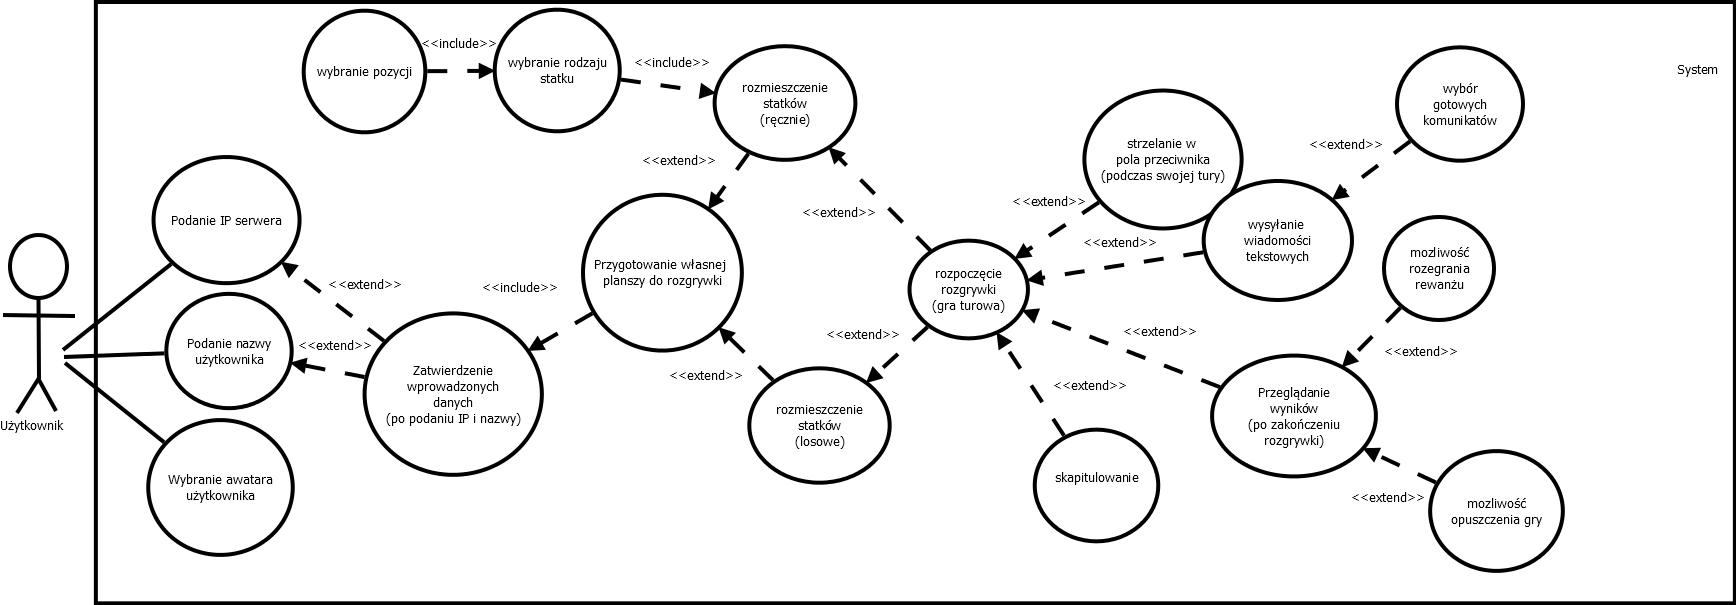 System
wybranie pozycji
<<include>>
wybranie rodzaju
statku
<<include>>
rozmieszczenie
statków
(ręcznie)
<<extend>>
<<extend>>
strzelanie w
pola przeciwnika
(podczas swojej tury)
<<extend>>
wybór
gotowych
komunikatów
<<extend>>
wysyłanie
wiadomości
tekstowych
<<extend>>
mozliwość
rozegrania
rewanżu
<<extend>>
Użytkownik
Podanie IP serwera
<<extend>>
Podanie nazwy
użytkownika
<<extend>>
Wybranie awatara
użytkownika
Zatwierdzenie
wprowadzonych
danych
(po podaniu IP i nazwy)
<<include>>
Przygotowanie własnej
planszy do rozgrywki
<<extend>>
rozmieszczenie
statków
(losowe)
<<extend>>
rozpoczęcie
rozgrywki
(gra turowa)
<<extend>>
<<extend>>
skapitulowanie
Przeglądanie
wyników
(po zakończeniu
rozgrywki)
<<extend>>
mozliwość
opuszczenia gry